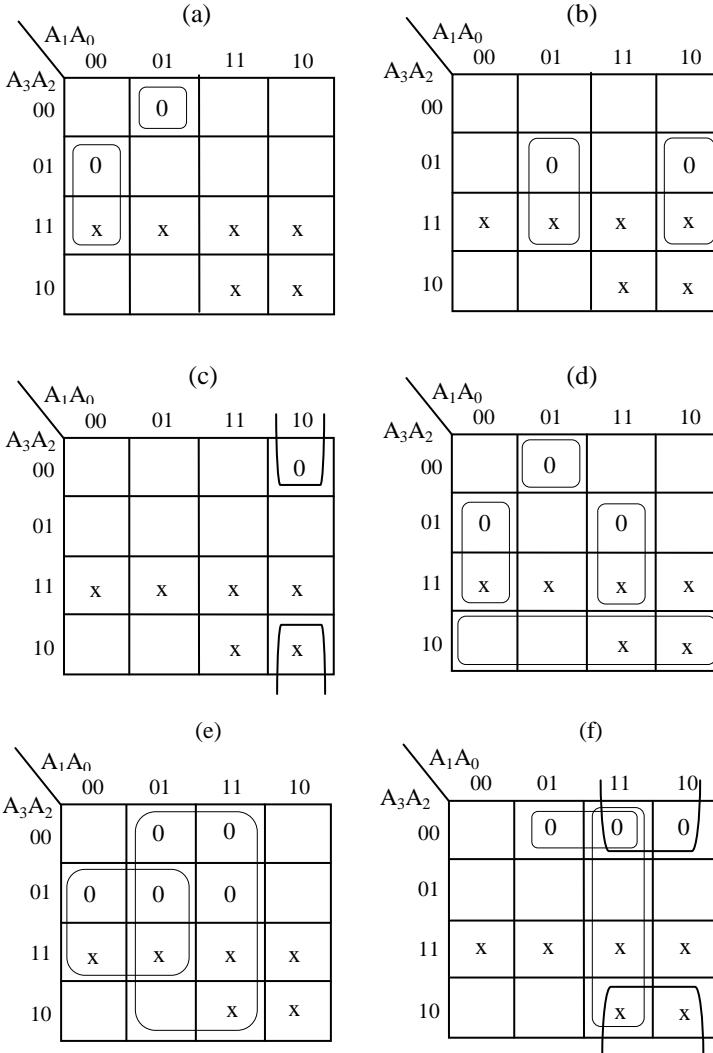 (a) (b)
A₁A₀ A₁A₀
00 01 11 10 00 01 11 10
A₃A₂ A₃A₂
00 0 00
01 0 01 0 0
11 x x x x 11 x x x x
10 x x 10 x x
(c) (d)
A₁A₀ A₁A₀
00 01 11 10 00 01 11 10
A₃A₂ A₃A₂
00 0 00 0
01 01 0 0
11 x x x x 11 x x x x
10 x x 10 x x
(e) (f)
A₁A₀ A₁A₀
00 01 11 10 00 01 11 10
A₃A₂ A₃A₂
00 0 0 00 0 0 0
01 0 0 0 01
11 x x x x 11 x x x x
10 x x 10 x x